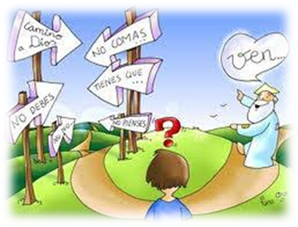 Camino
a Dios
NO COMAS
TIENES QUE...
NO DEBES
NO PIENSES
?
Ven...